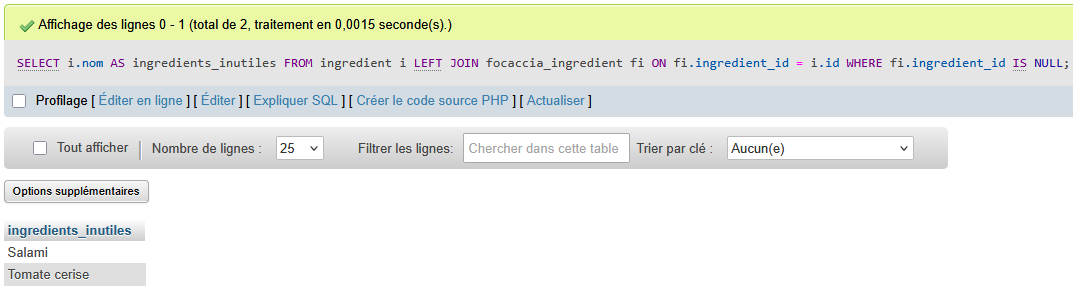 Affichage des lignes 0 - 1 (total de 2, traitement en 0,0015 seconde(s).)
SELECT i.nom AS ingredients_inutiles FROM ingredient i LEFT JOIN focaccia_ingredient fi ON fi.ingredient_id = i.id WHERE fi.ingredient_id IS NULL;
Profilage [ Éditer en ligne ] [ Éditer ] [ Expliquer SQL ] [ Créer le code source PHP ] [ Actualiser ]
Tout afficher Nombre de lignes : 25 Filtrer les lignes: Chercher dans cette table Trier par clé : Aucun(e)
Options supplémentaires
ingredients_inutiles
Salami
Tomate cerise